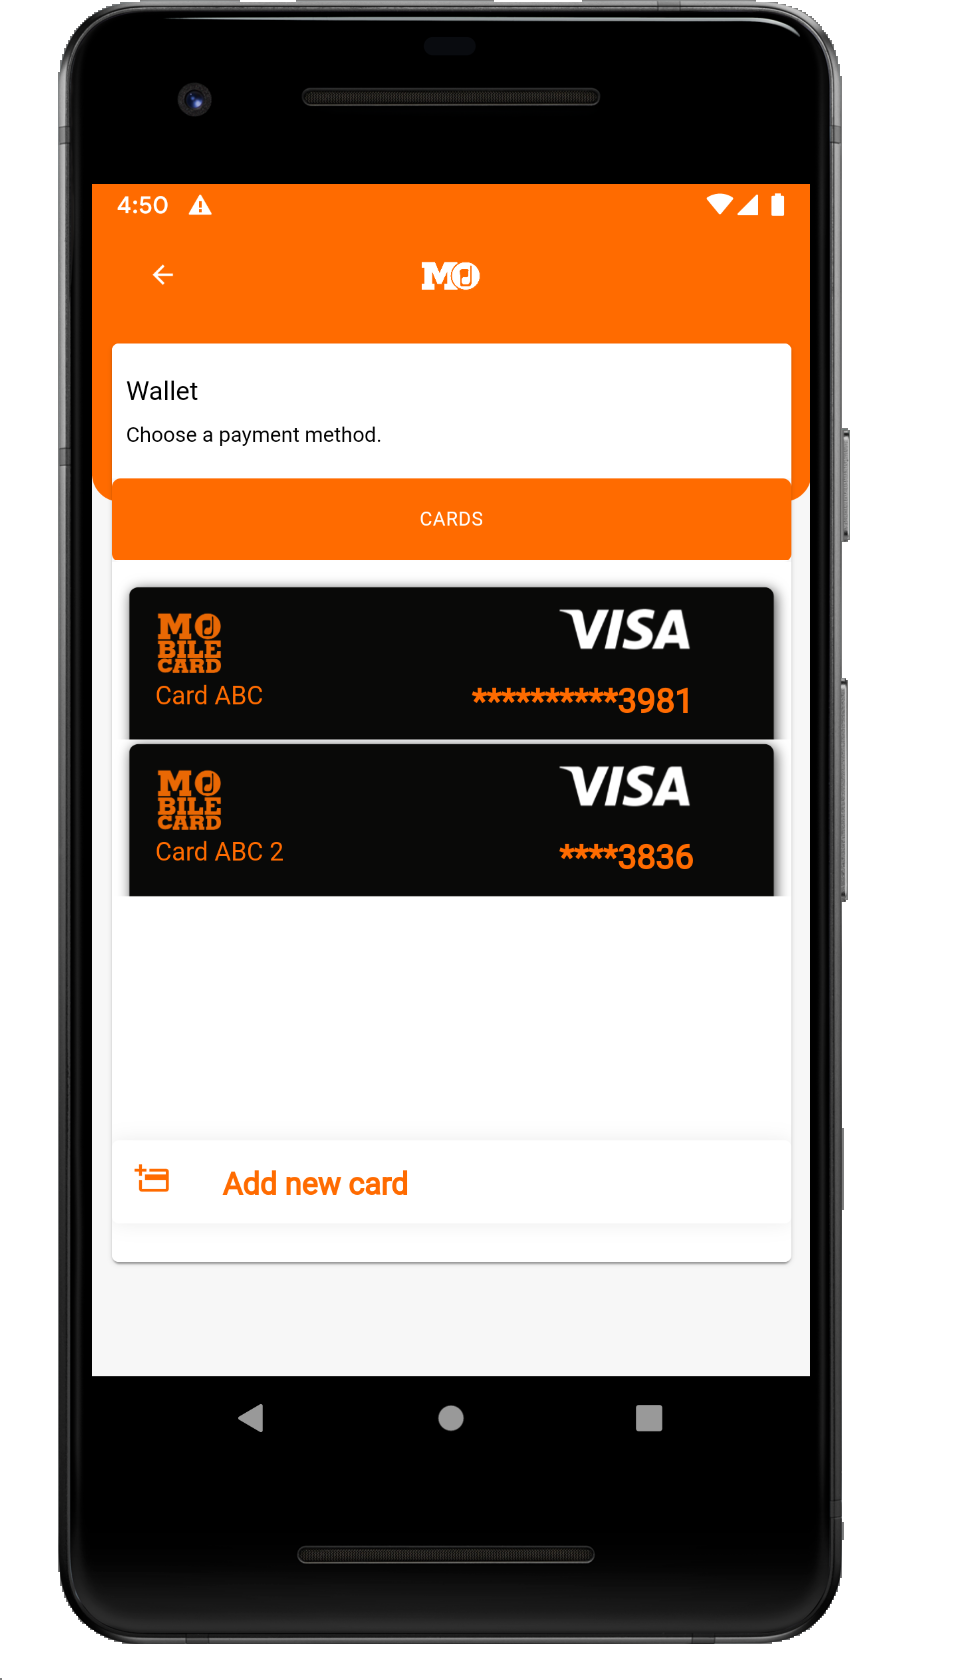 4:50
MO
Wallet
Choose a payment method.
CARDS
MO
BILE
CARD
VISA
Card ABC
**********3981
MO
BILE
CARD
VISA
Card ABC 2
****3836
Add new card